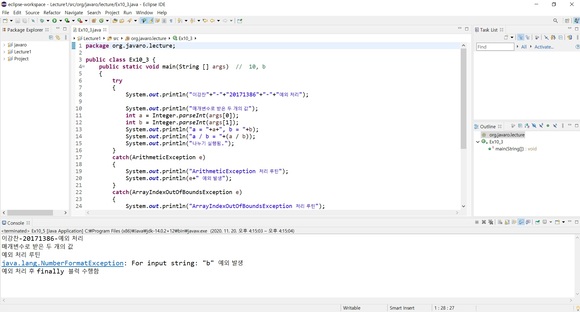 eclipse-workspace - Lecture1/src/org/javaro/lecture/Ex10_3.java - Eclipse IDE
File Edit Source Refactor Navigate Search Project Run Window Help
Package Explorer
javaro
Lecture1
Project
Ex10_3.java
Lecture1 src org.javaro.lecture Ex10_3
1 package org.javaro.lecture;
2
3 public class Ex10_3 {
4 public static void main(String [] args) // 10, b
5 {
6 try
7 {
8 System.out.println("이강찬"+"-"+"20171386"+"-"+"예외 처리");
9
10 System.out.println("매개변수로 받은 두 개의 값");
11 int a = Integer.parseInt(args[0]);
12 int b = Integer.parseInt(args[1]);
13 System.out.println("a = "+a+", b = "+b);
14 System.out.println("a / b = "+(a / b));
15 System.out.println("나누기 실행됨.");
16 }
17 catch(ArithmeticException e)
18 {
19 System.out.println("ArithmeticException 처리 루틴");
20 System.out.println(e+" 예외 발생");
21 }
22 catch(ArrayIndexOutOfBoundsException e)
23 {
24 System.out.println("ArrayIndexOutOfBoundsException 처리 루틴");
Task List
Find All Activate...
Outline
org.javaro.lecture
Ex10_3
main(String[]) : void
Console
<terminated> Ex10_3 [Java Application] C:\Program Files (x86)\Java\jdk-14.0.2+12\bin\javaw.exe (2020. 11. 20. 오후 4:15:03 – 오후 4:15:04)
이강찬-20171386-예외 처리
매개변수로 받은 두 개의 값
예외 처리 루틴
java.lang.NumberFormatException: For input string: "b" 예외 발생
예외 처리 후 finally 블럭 수행함
Writable Smart Insert 1 : 28 : 27